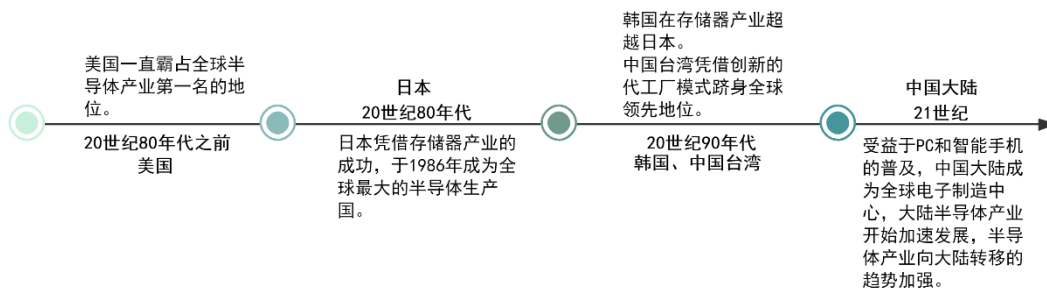 美国一直霸占全球半
导体产业第一名的地
位。
20世纪80年代之前
美国
日本
20世纪80年代
日本凭借存储器产业的
成功，于1986年成为全
球最大的半导体生产
国。
韩国在存储器产业超
越日本。
中国台湾凭借创新的
代工厂模式跻身全球
领先地位。
20世纪90年代
韩国、中国台湾
中国大陆
21世纪
受益于PC和智能手机
的普及，中国大陆成
为全球电子制造中
心，大陆半导体产业
开始加速发展，半导
体产业向大陆转移的
趋势加强。